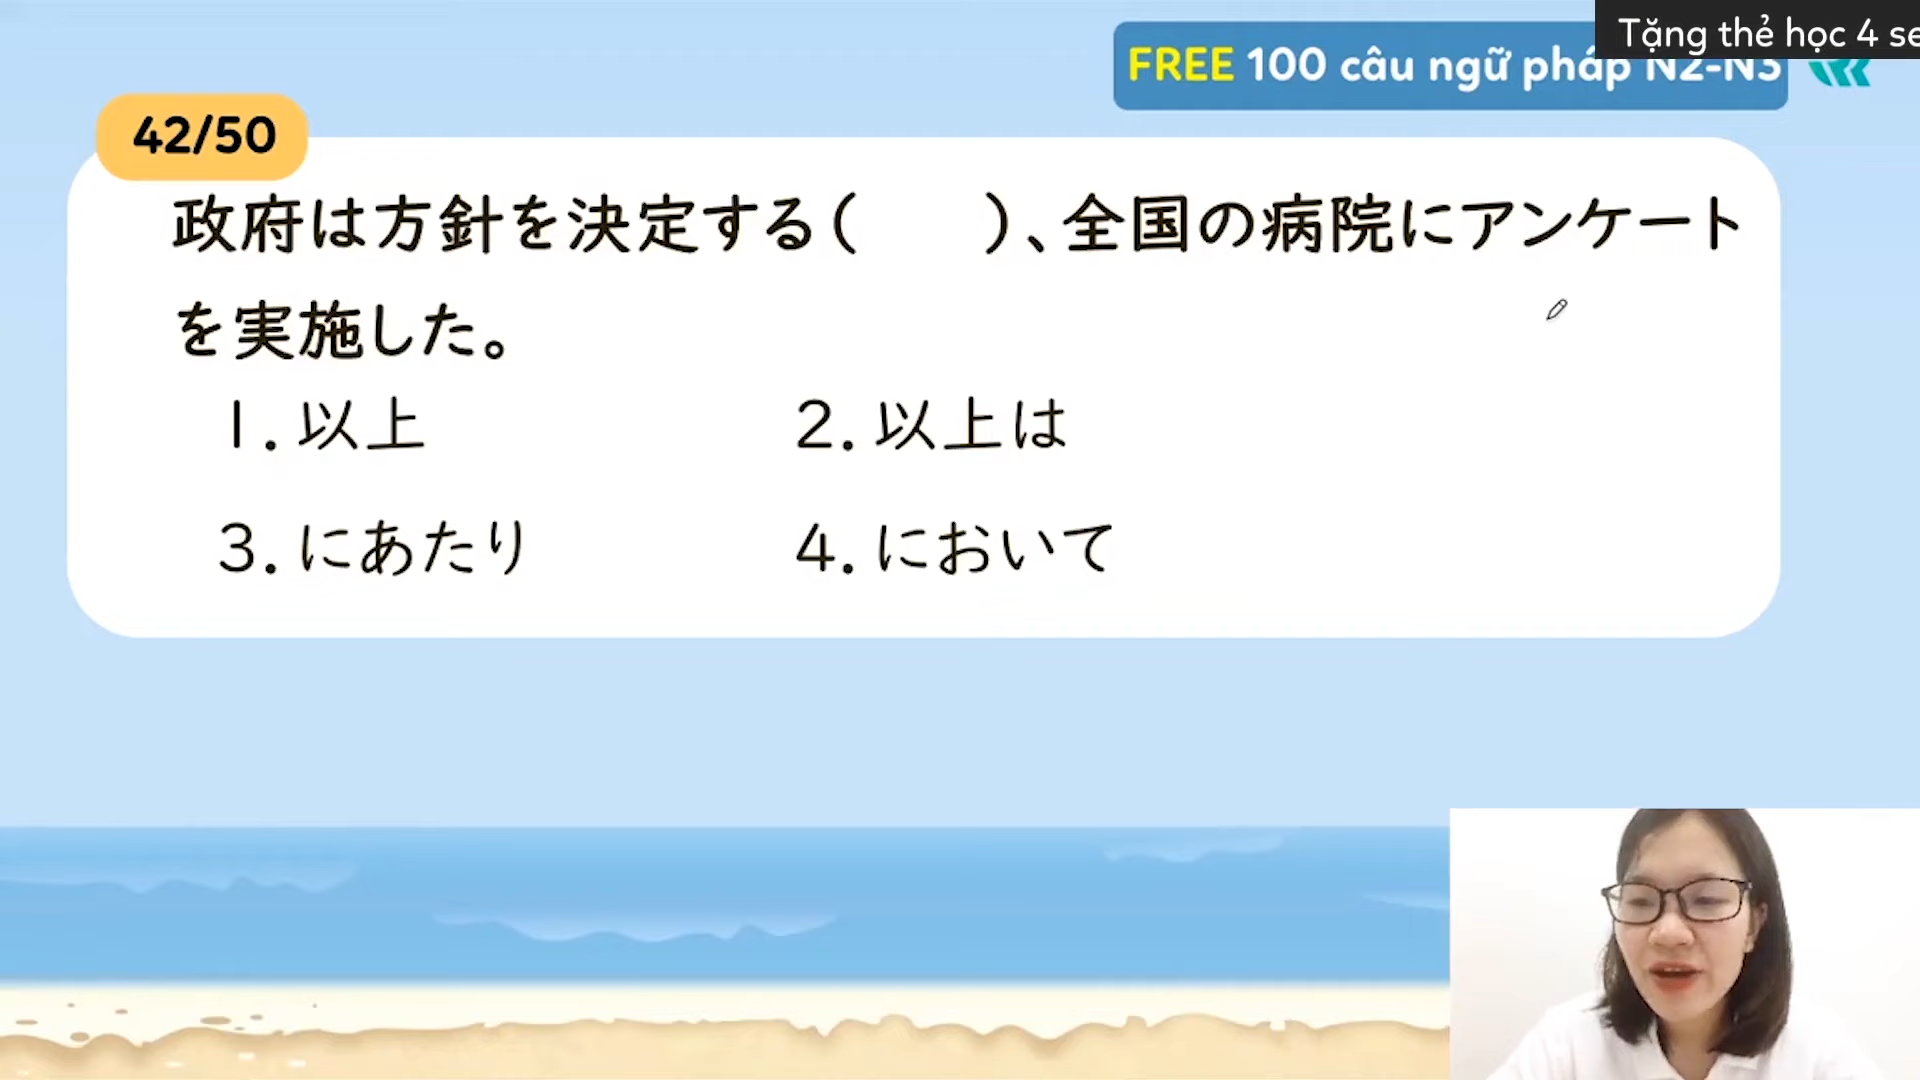 Tặng thẻ học 4 se
FREE 100 câu ngữ pháp N2-N3
42/50
政府は方針を決定する(　　)、全国の病院にアンケート
を実施した。
1. 以上
2. 以上は
3. にあたり
4. において